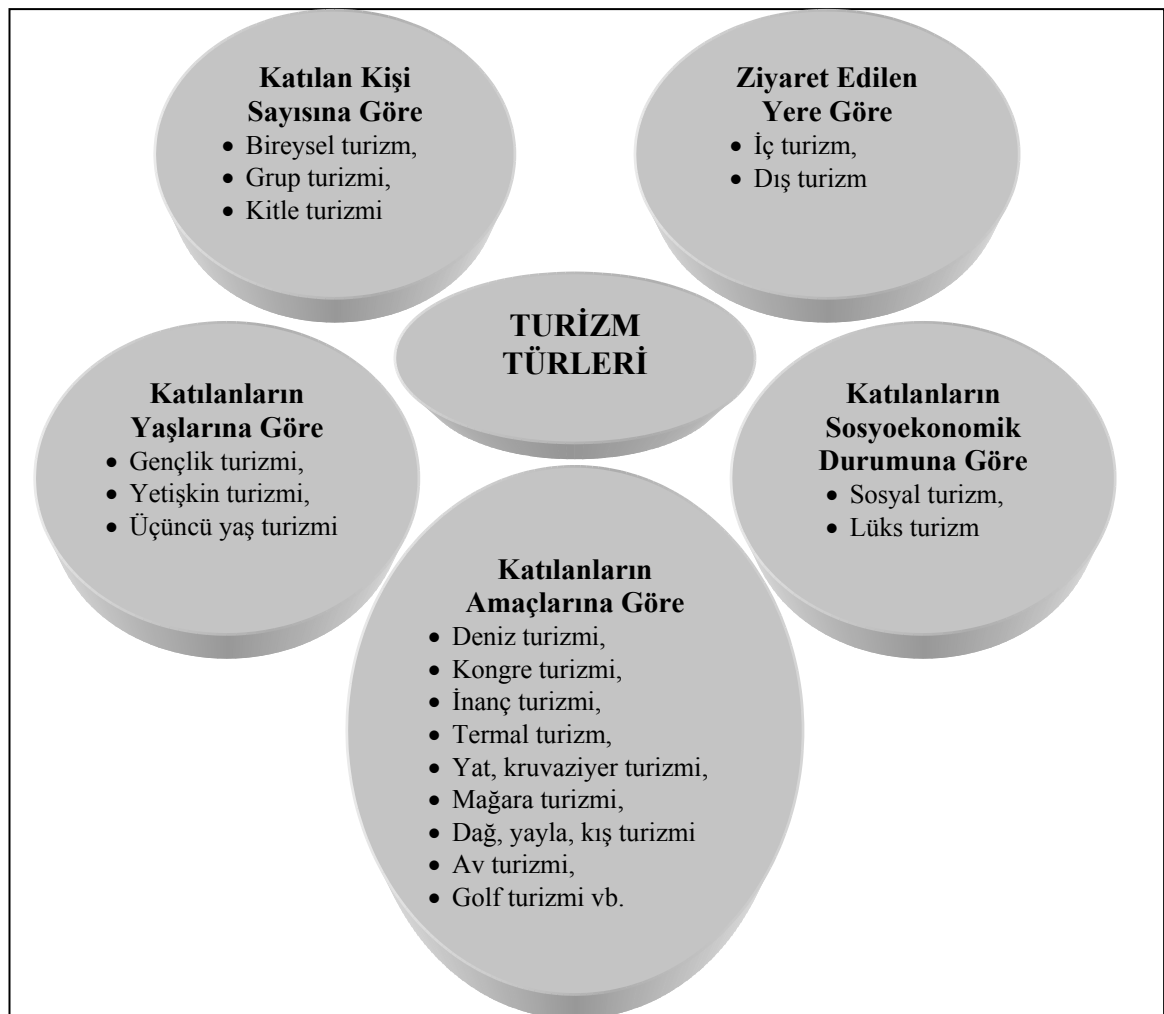 Katılan Kişi
Sayısına Göre
• Bireysel turizm,
• Grup turizmi,
• Kitle turizmi
Ziyaret Edilen
Yere Göre
• İç turizm,
• Dış turizm
TURİZM
TÜRLERİ
Katılanların
Yaşlarına Göre
• Gençlik turizmi,
• Yetişkin turizmi,
• Üçüncü yaş turizmi
Katılanların
Sosyoekonomik
Durumuna Göre
• Sosyal turizm,
• Lüks turizm
Katılanların
Amaçlarına Göre
• Deniz turizmi,
• Kongre turizmi,
• İnanç turizmi,
• Termal turizm,
• Yat, kruvaziyer turizmi,
• Mağara turizmi,
• Dağ, yayla, kış turizmi
• Av turizmi,
• Golf turizmi vb.